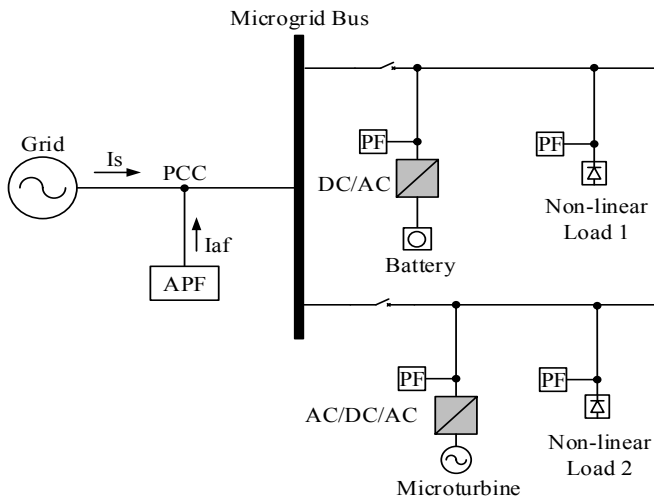 Microgrid Bus
Grid
Is
PCC
Iaf
APF
PF
DC/AC
Battery
PF
Non-linear
Load 1
PF
AC/DC/AC
Microturbine
PF
Non-linear
Load 2